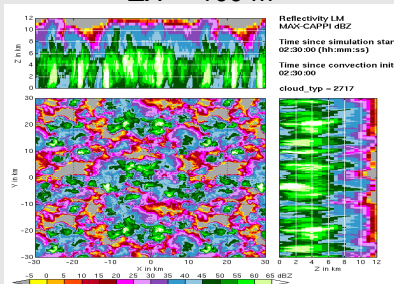 Reflectivity LM
MAX-CAPPI dBZ
Time since simulation star
02:30:00 (hh:mm:ss)
Time since convection init
02:30:00
cloud_typ = 2717
12
10
8
6
4
2
0
Z in km
30
20
10
0
-10
-20
-30
Y in km
-30 -20 -10 0 10 20 30
X in km
0 2 4 6 8 10 12
Z in km
-5 0 5 10 15 20 25 30 35 40 45 50 55 60 65 dBZ